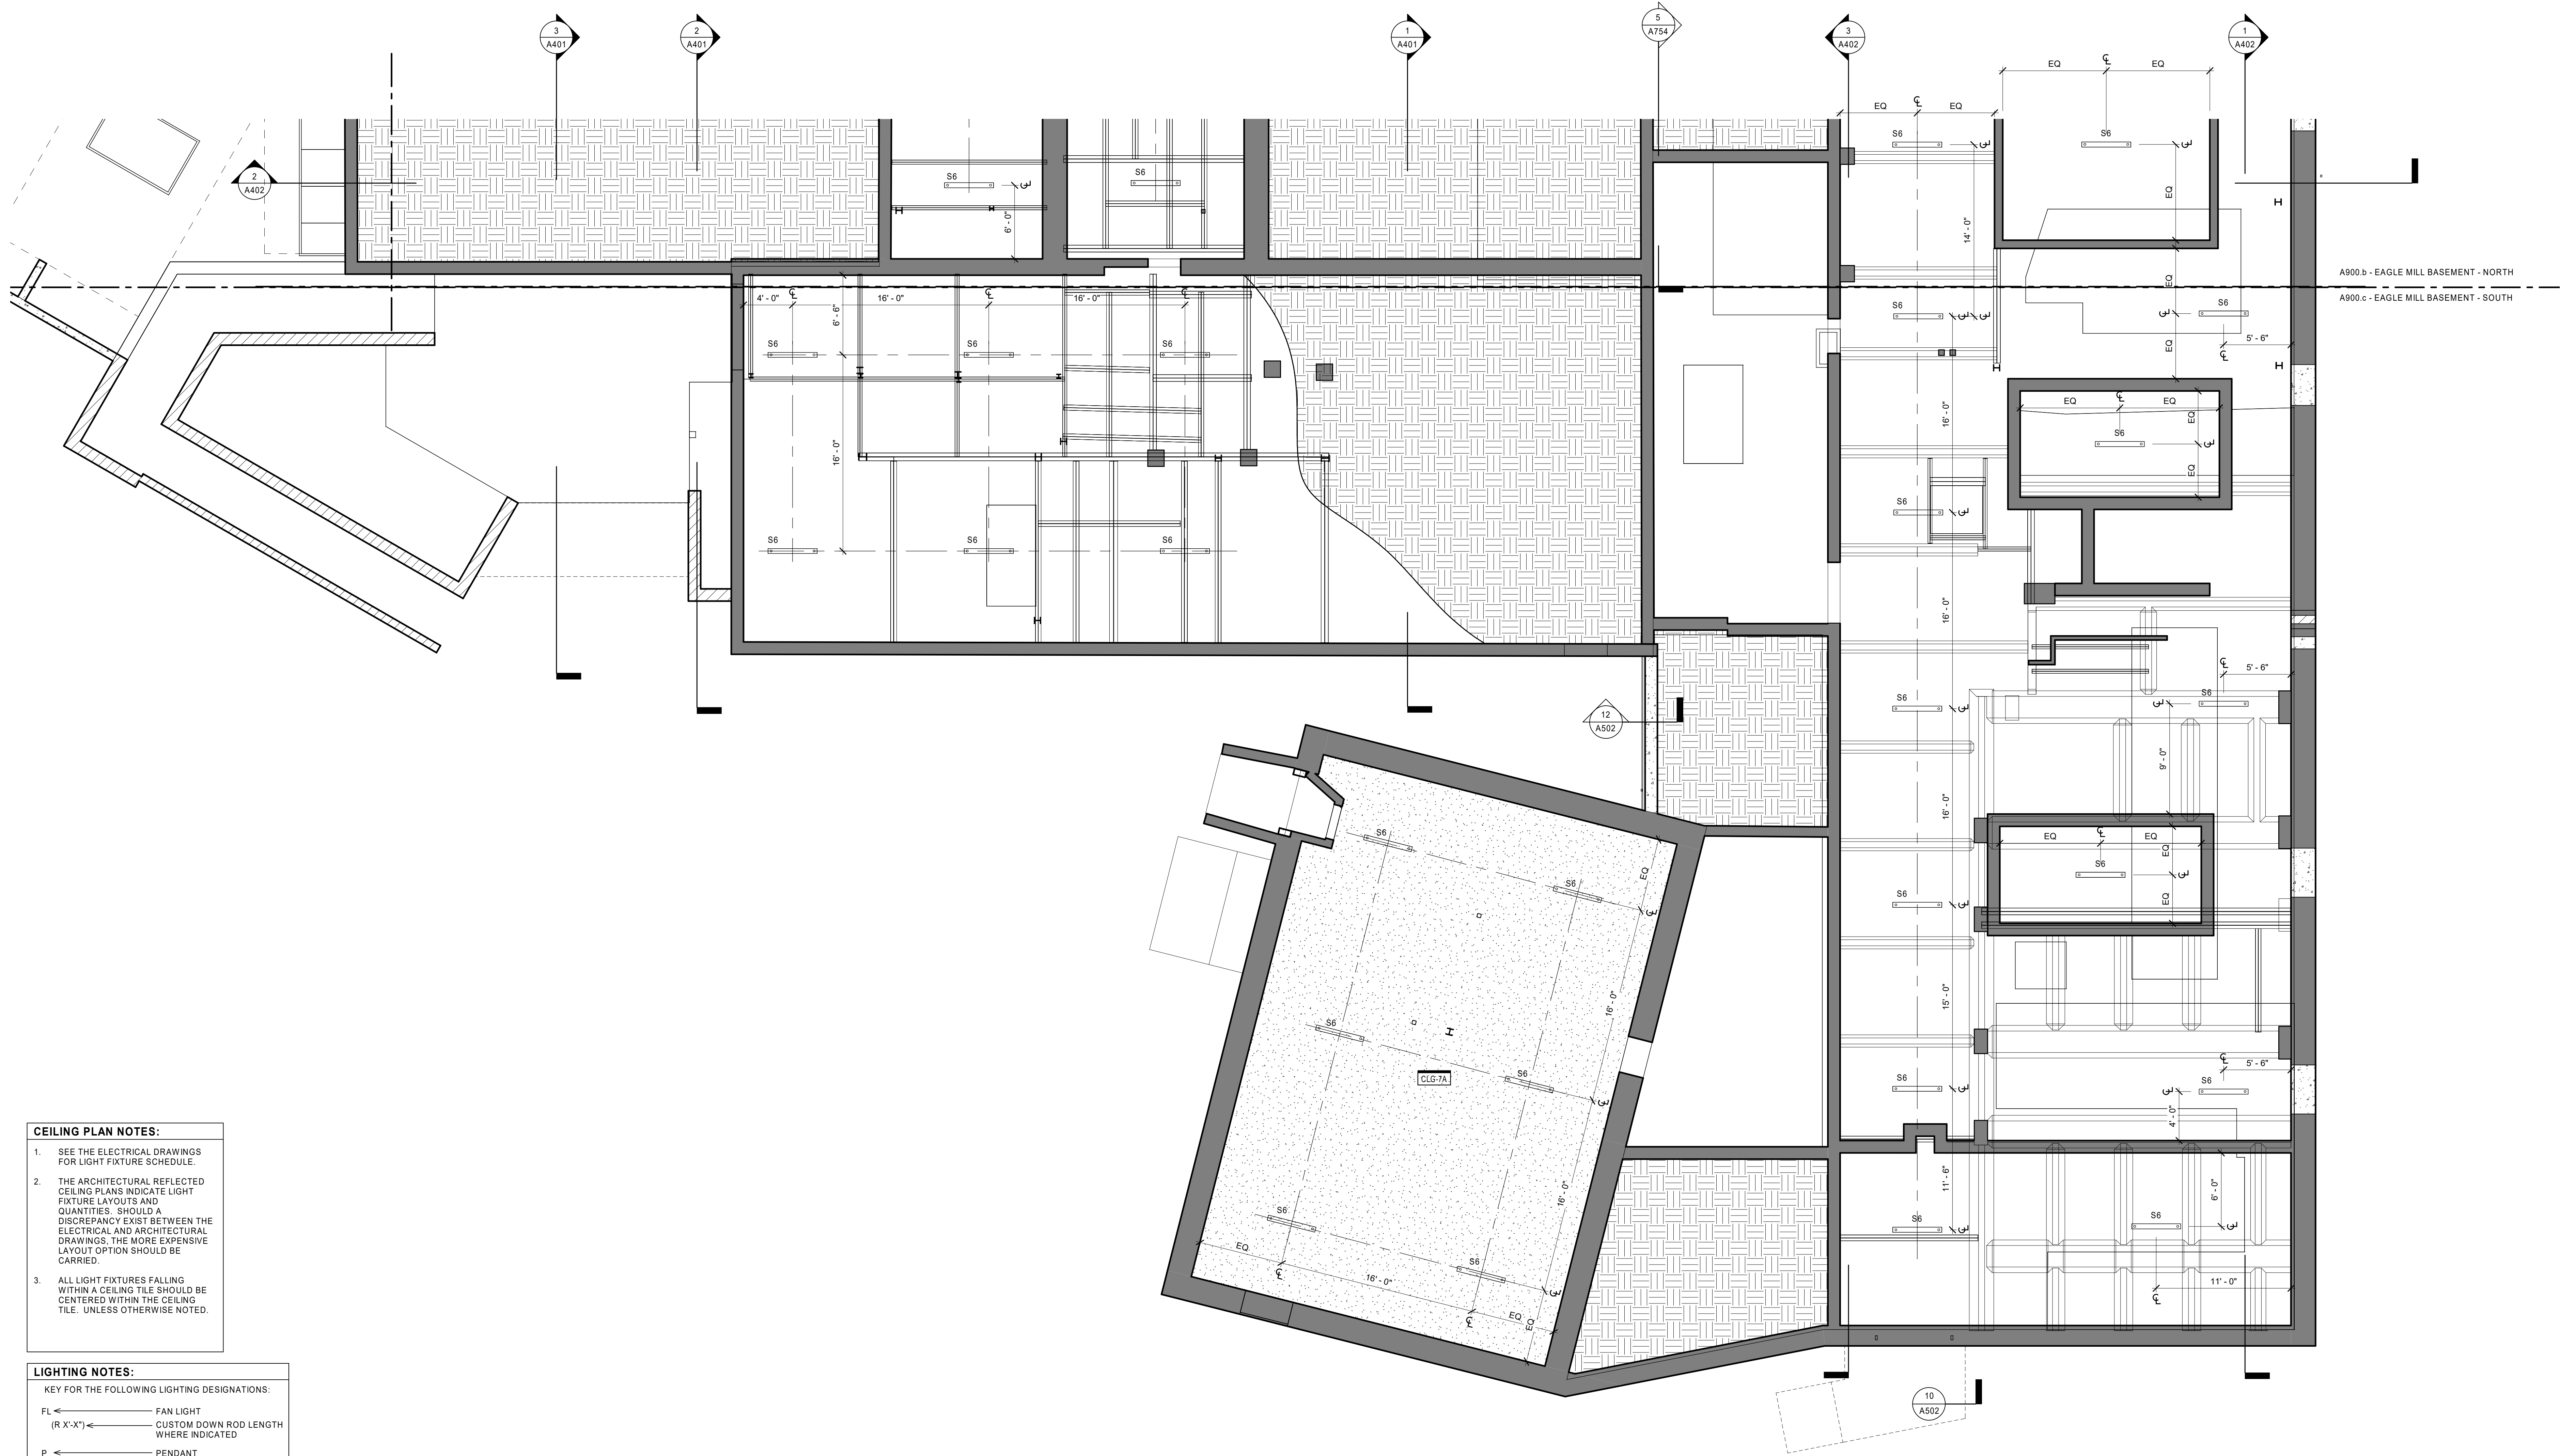 3
A401
2
A401
1
A401
5
A754
3
A402
1
A402
EQ
EQ
EQ
EQ
2
A402
S6
6' - 0"
S6
S6
14' - 0"
S6
EQ
A900.b - EAGLE MILL BASEMENT - NORTH
A900.c - EAGLE MILL BASEMENT - SOUTH
4' - 0"
16' - 0"
16' - 0"
6' - 6"
S6
S6
S6
16' - 0"
S6
S6
S6
S6
EQ
S6
EQ
5' - 6"
16' - 0"
EQ
EQ
EQ
S6
EQ
S6
16' - 0"
5' - 6"
S6
S6
9' - 0"
16' - 0"
12
A502
EQ
EQ
EQ
S6
EQ
S6
15' - 0"
S6
5' - 6"
S6
4' - 0"
11' - 6"
S6
6' - 0"
S6
11' - 0"
S6
S6
EQ
16' - 0"
S6
S6
CLG-7A
16' - 0"
S6
S6
EQ
16' - 0"
EQ
EQ
10
A502
CEILING PLAN NOTES:
1. SEE THE ELECTRICAL DRAWINGS
FOR LIGHT FIXTURE SCHEDULE.
2. THE ARCHITECTURAL REFLECTED
CEILING PLANS INDICATE LIGHT
FIXTURE LAYOUTS AND
QUANTITIES. SHOULD A
DISCREPANCY EXIST BETWEEN THE
ELECTRICAL AND ARCHITECTURAL
DRAWINGS, THE MORE EXPENSIVE
LAYOUT OPTION SHOULD BE
CARRIED.
3. ALL LIGHT FIXTURES FALLING
WITHIN A CEILING TILE SHOULD BE
CENTERED WITHIN THE CEILING
TILE. UNLESS OTHERWISE NOTED.
LIGHTING NOTES:
KEY FOR THE FOLLOWING LIGHTING DESIGNATIONS:
FL FAN LIGHT
(R X'-X") CUSTOM DOWN ROD LENGTH
WHERE INDICATED
P PENDANT